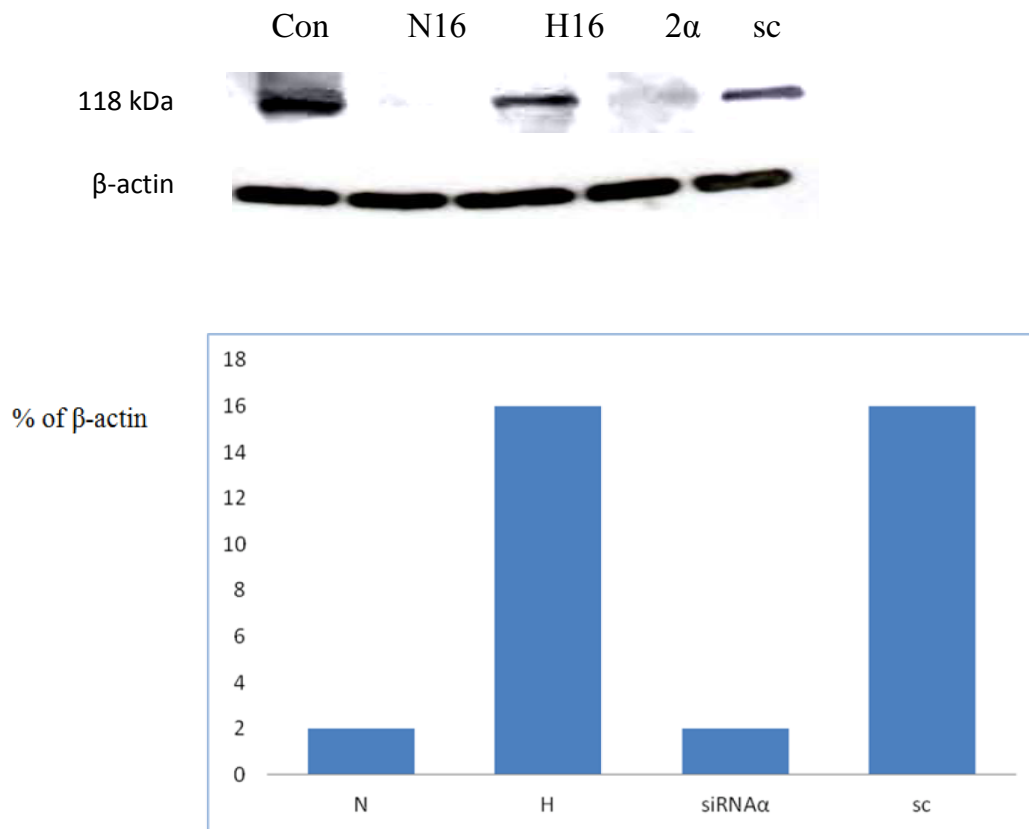 Con N16 H16 2α sc
118 kDa
β-actin
% of β-actin
18
16
14
12
10
8
6
4
2
0
N H siRNAα sc